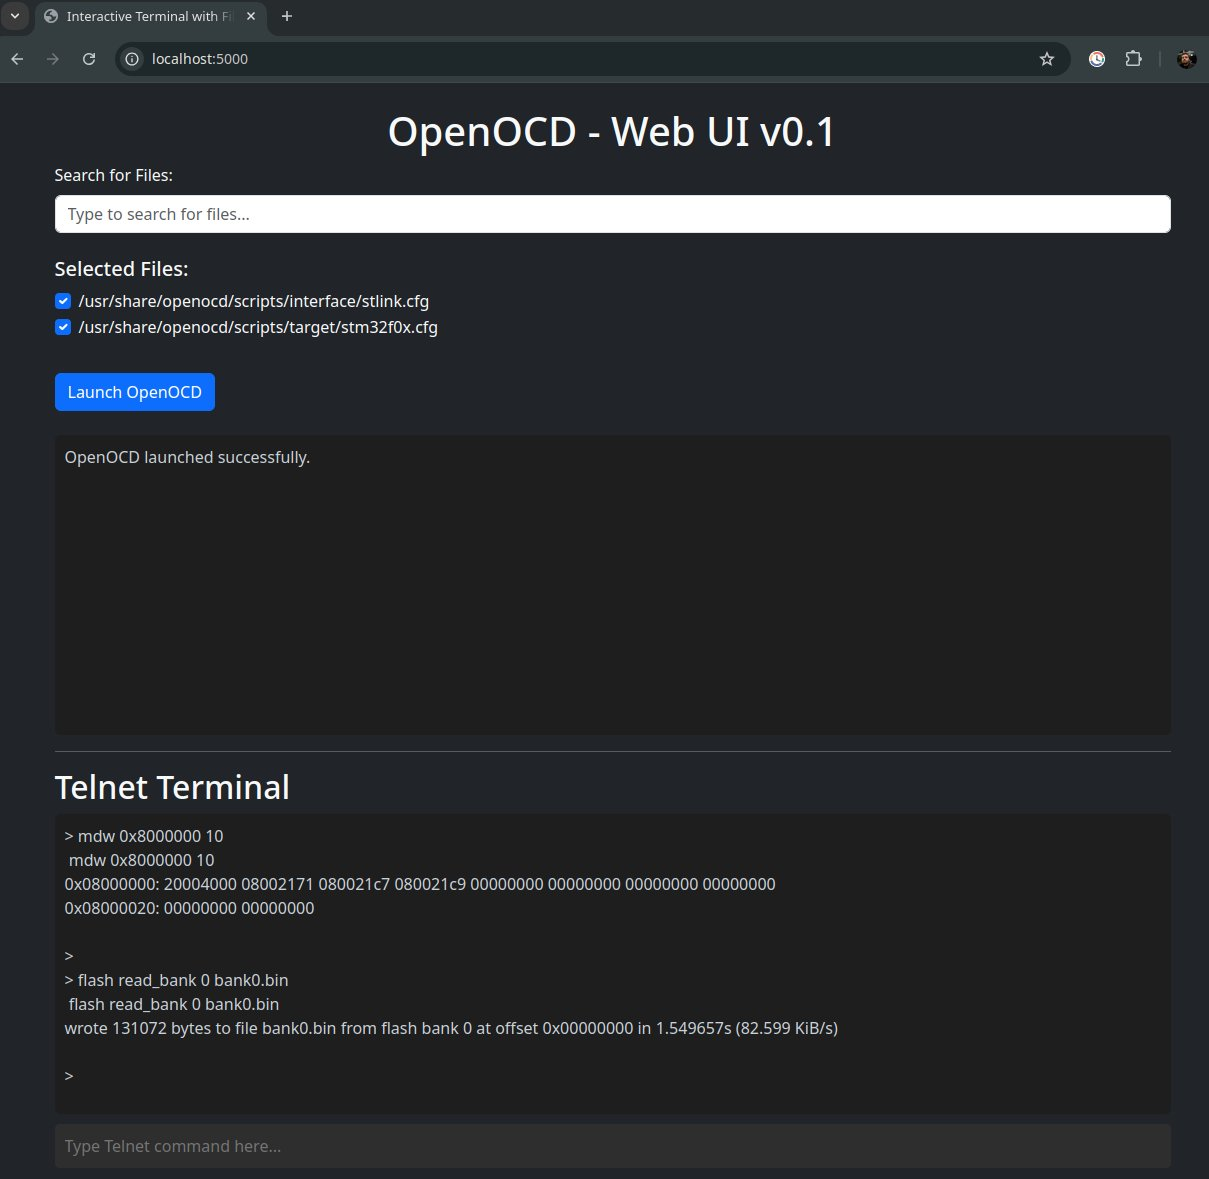 Interactive Terminal with Fi
localhost:5000
OpenOCD - Web UI v0.1
Search for Files:
Type to search for files...
Selected Files:
/usr/share/openocd/scripts/interface/stlink.cfg
/usr/share/openocd/scripts/target/stm32f0x.cfg
Launch OpenOCD
OpenOCD launched successfully.
Telnet Terminal
> mdw 0x8000000 10
mdw 0x8000000 10
0x08000000: 20004000 08002171 080021c7 080021c9 00000000 00000000 00000000 00000000
0x08000020: 00000000 00000000
>
> flash read_bank 0 bank0.bin
flash read_bank 0 bank0.bin
wrote 131072 bytes to file bank0.bin from flash bank 0 at offset 0x00000000 in 1.549657s (82.599 KiB/s)
>
Type Telnet command here...